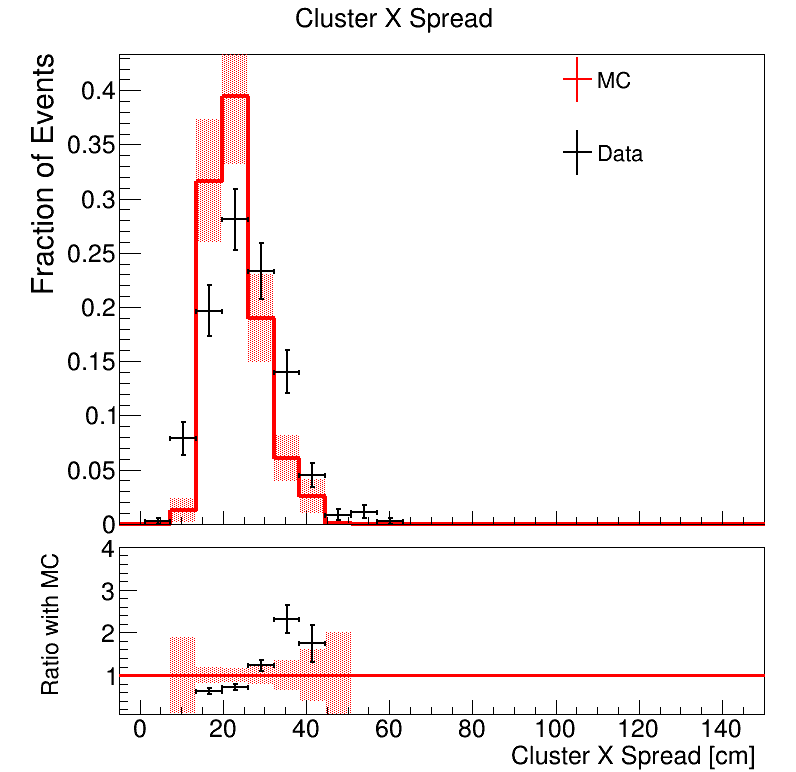 Cluster X Spread
Fraction of Events
0.4
0.35
0.3
0.25
0.2
0.15
0.1
0.05
0
MC
Data
Ratio with MC
4
3
2
1
0 20 40 60 80 100 120 140
Cluster X Spread [cm]